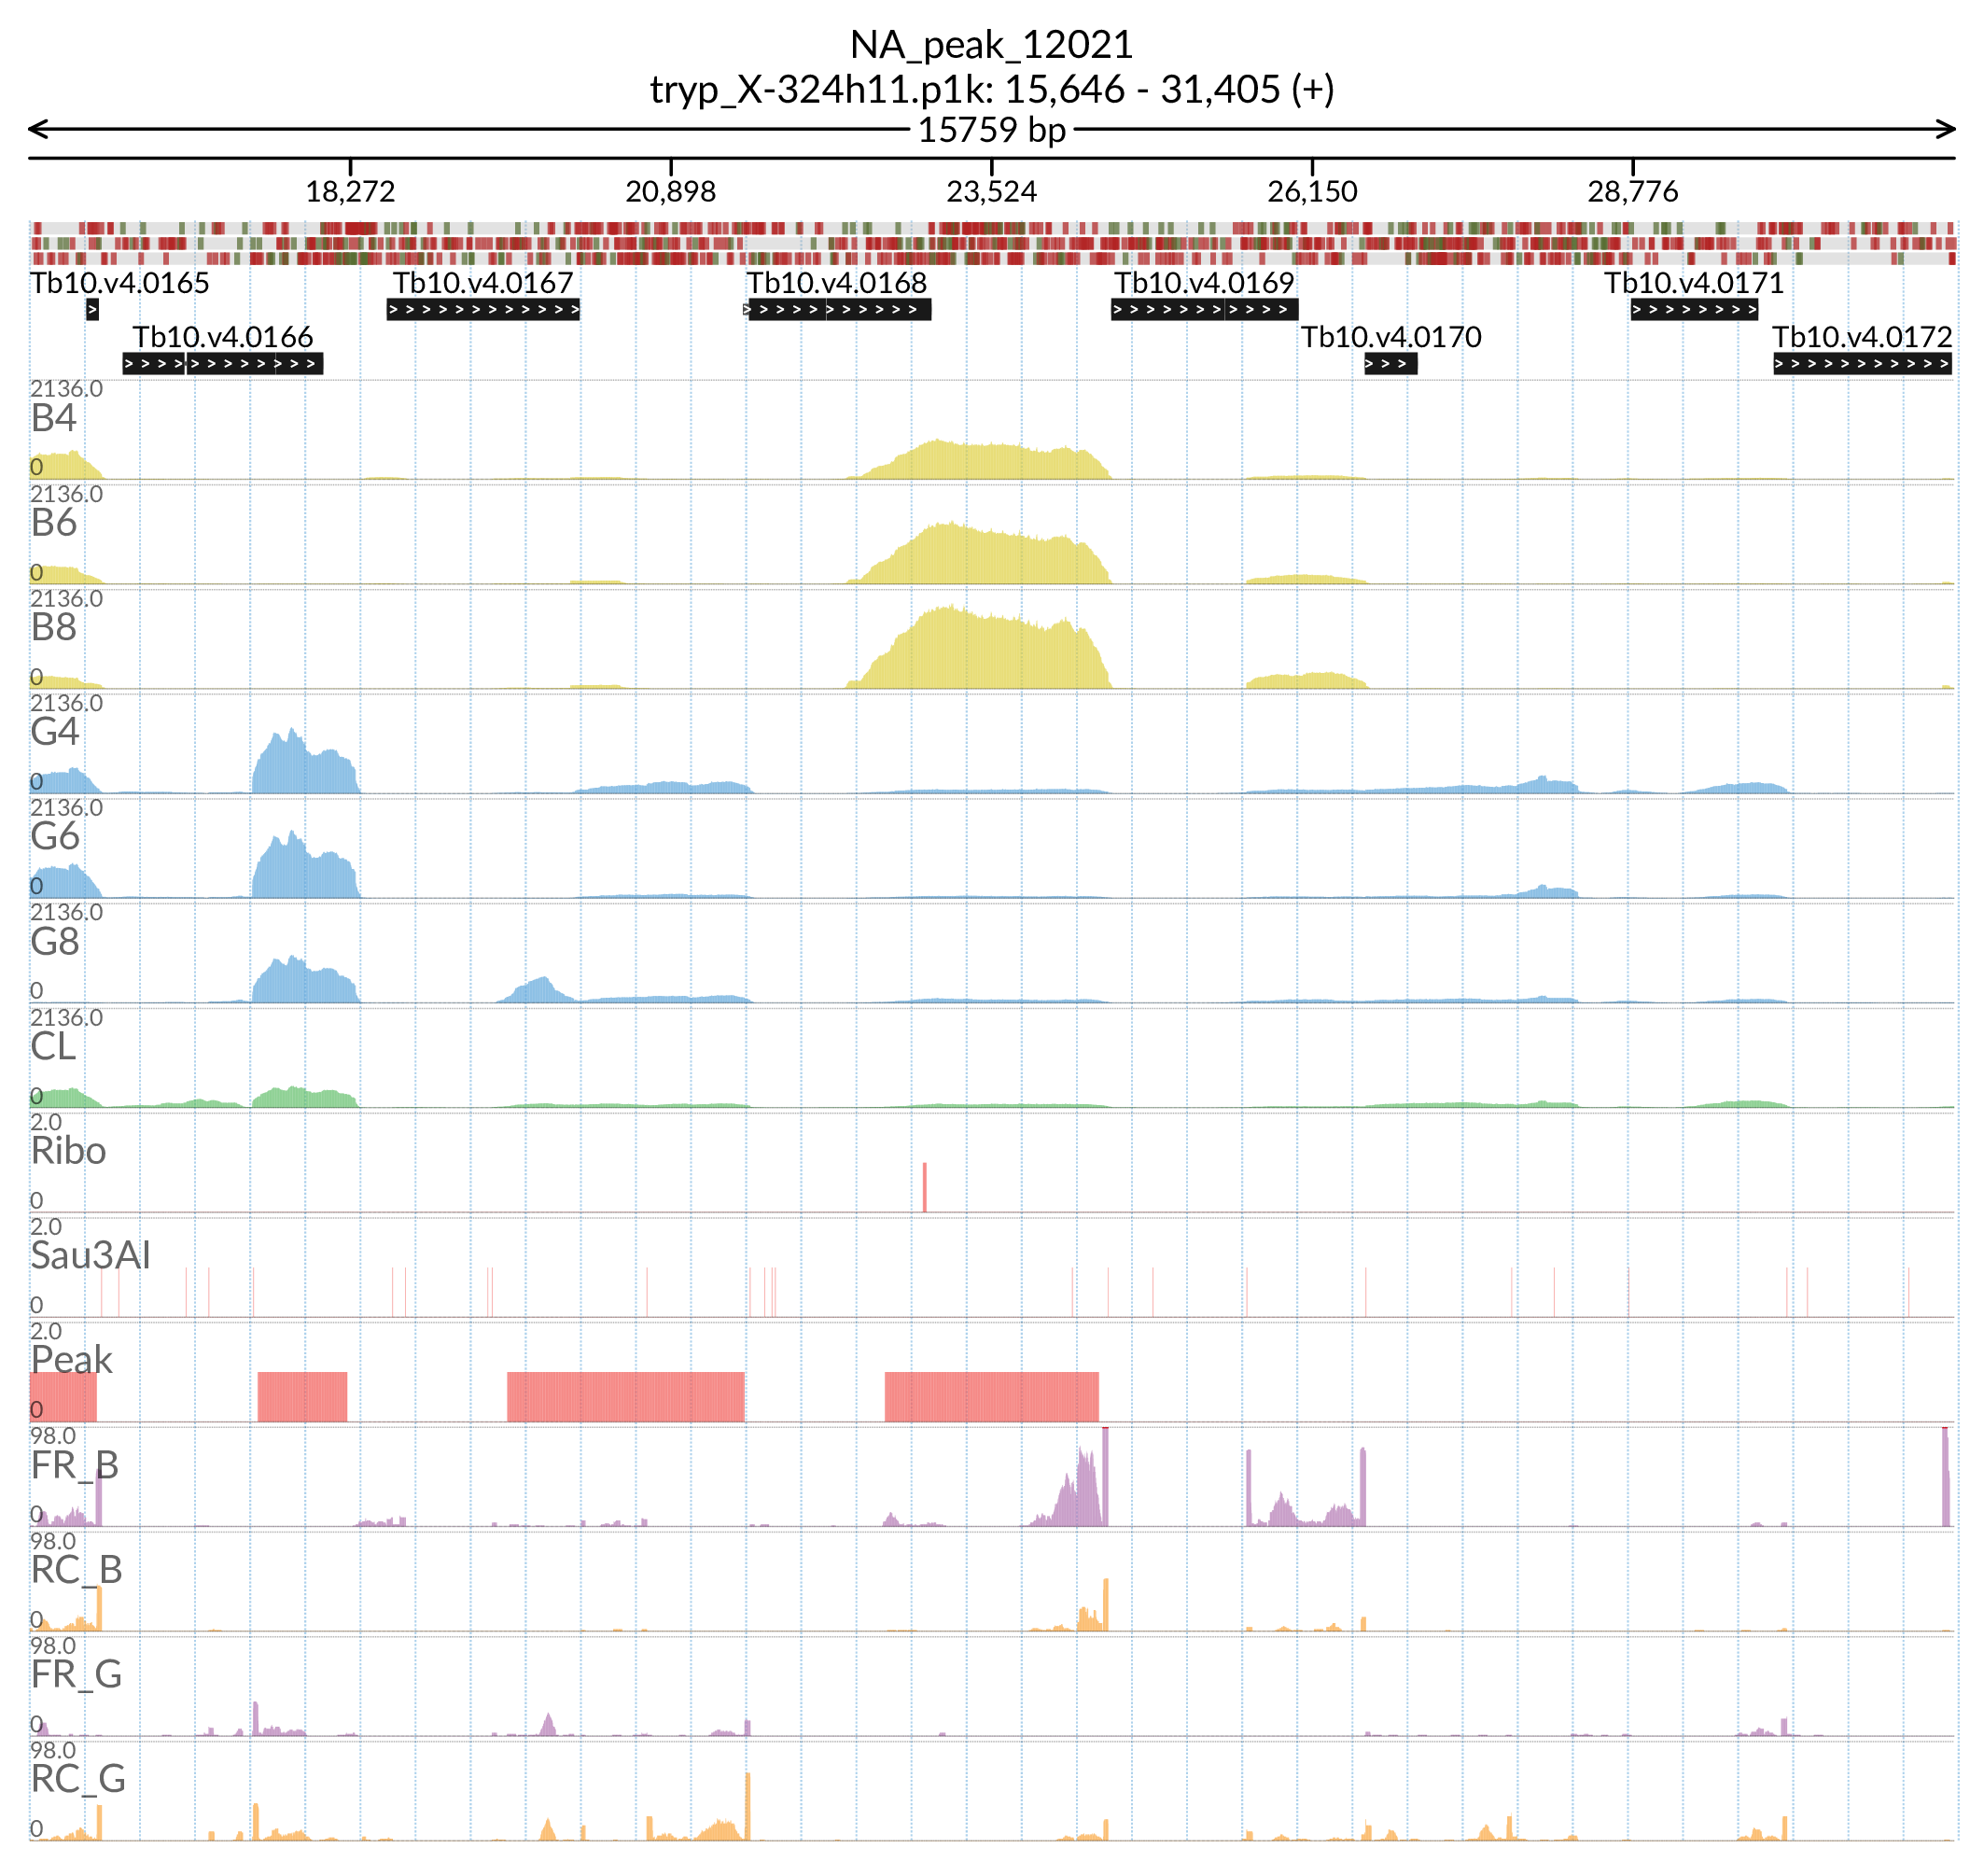 NA_peak_12021
tryp_X-324h11.p1k: 15,646 - 31,405 (+)
15759 bp
18,272 20,898 23,524 26,150 28,776
Tb10.v4.0165 Tb10.v4.0167 Tb10.v4.0168 Tb10.v4.0169 Tb10.v4.0171
Tb10.v4.0166 Tb10.v4.0170 Tb10.v4.0172
2136.0
B4
0
2136.0
B6
0
2136.0
B8
0
2136.0
G4
0
2136.0
G6
0
2136.0
G8
0
2136.0
CL
0
2.0
Ribo
0
2.0
Sau3AI
0
2.0
Peak
0
98.0
FR_B
0
98.0
RC_B
0
98.0
FR_G
0
98.0
RC_G
0